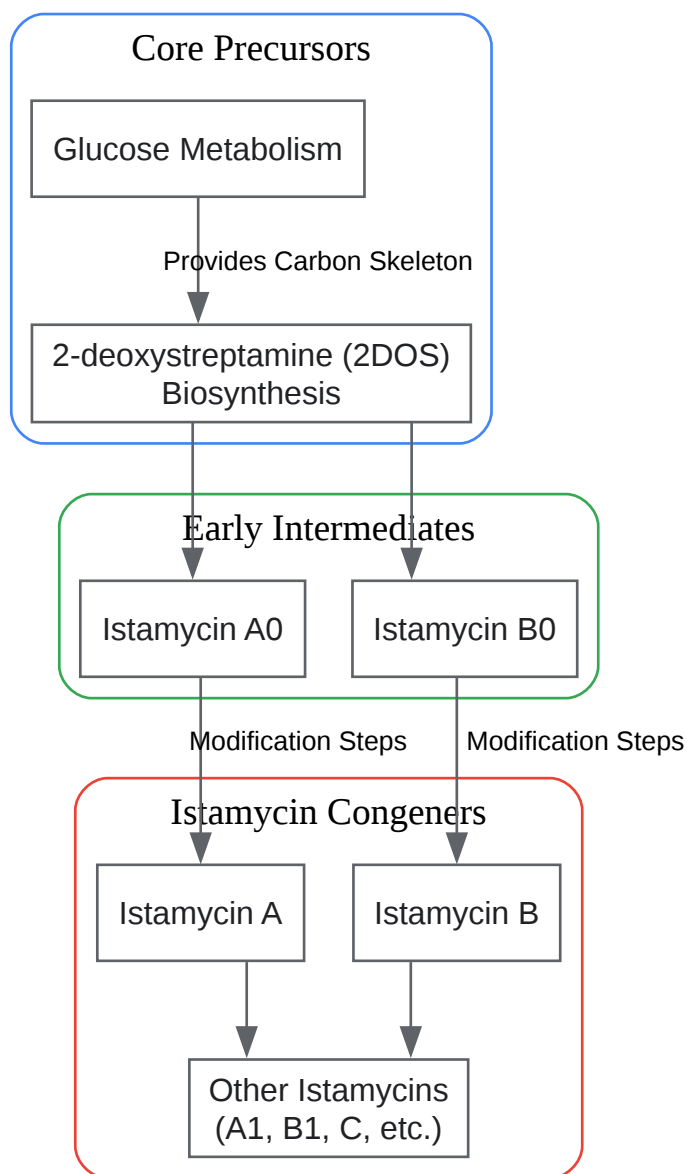 Core Precursors
Glucose Metabolism
Provides Carbon Skeleton
2-deoxystreptamine (2DOS)
Biosynthesis
Early Intermediates
Istamycin A0
Istamycin B0
Modification Steps
Modification Steps
Istamycin Congeners
Istamycin A
Istamycin B
Other Istamycins
(A1, B1, C, etc.)